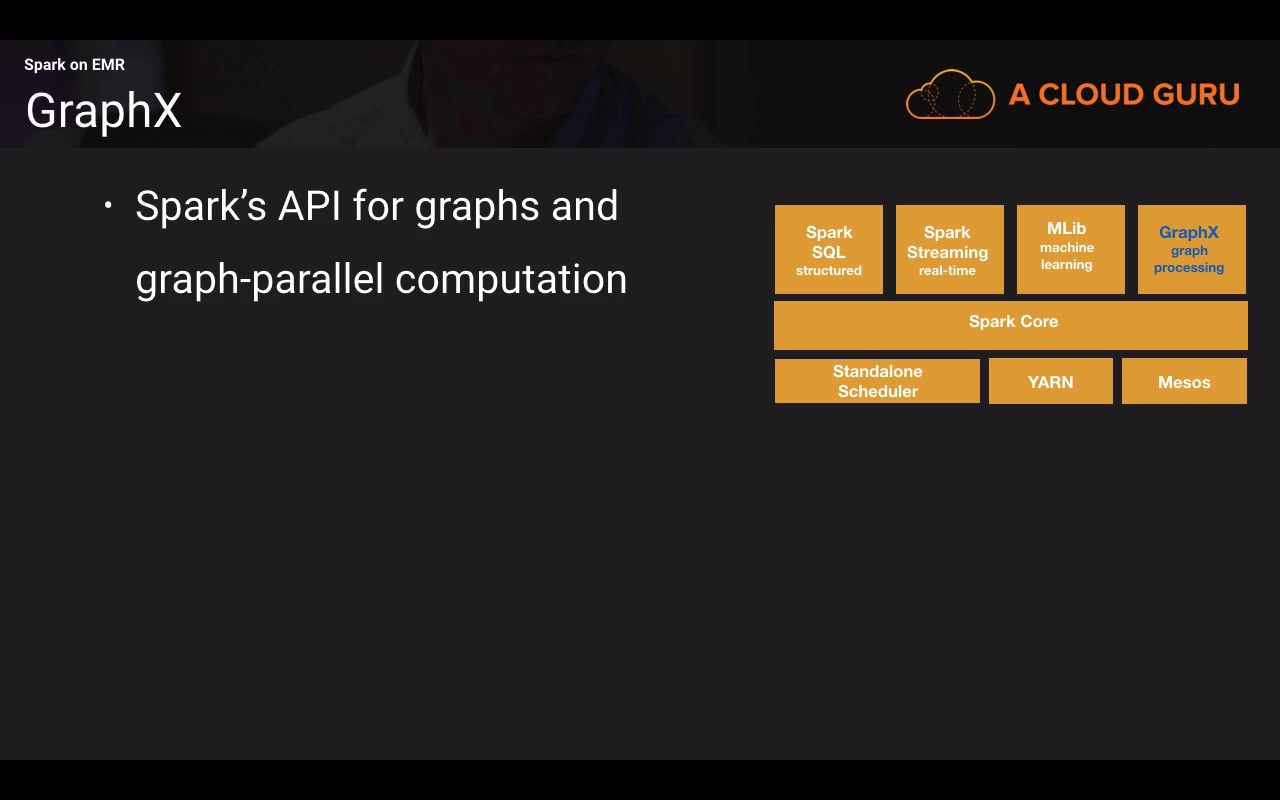 Spark on EMR
GraphX
A CLOUD GURU
• Spark’s API for graphs and
graph-parallel computation
Spark
SQL
structured
Spark
Streaming
real-time
MLib
machine
learning
GraphX
graph
processing
Spark Core
Standalone
Scheduler
YARN
Mesos